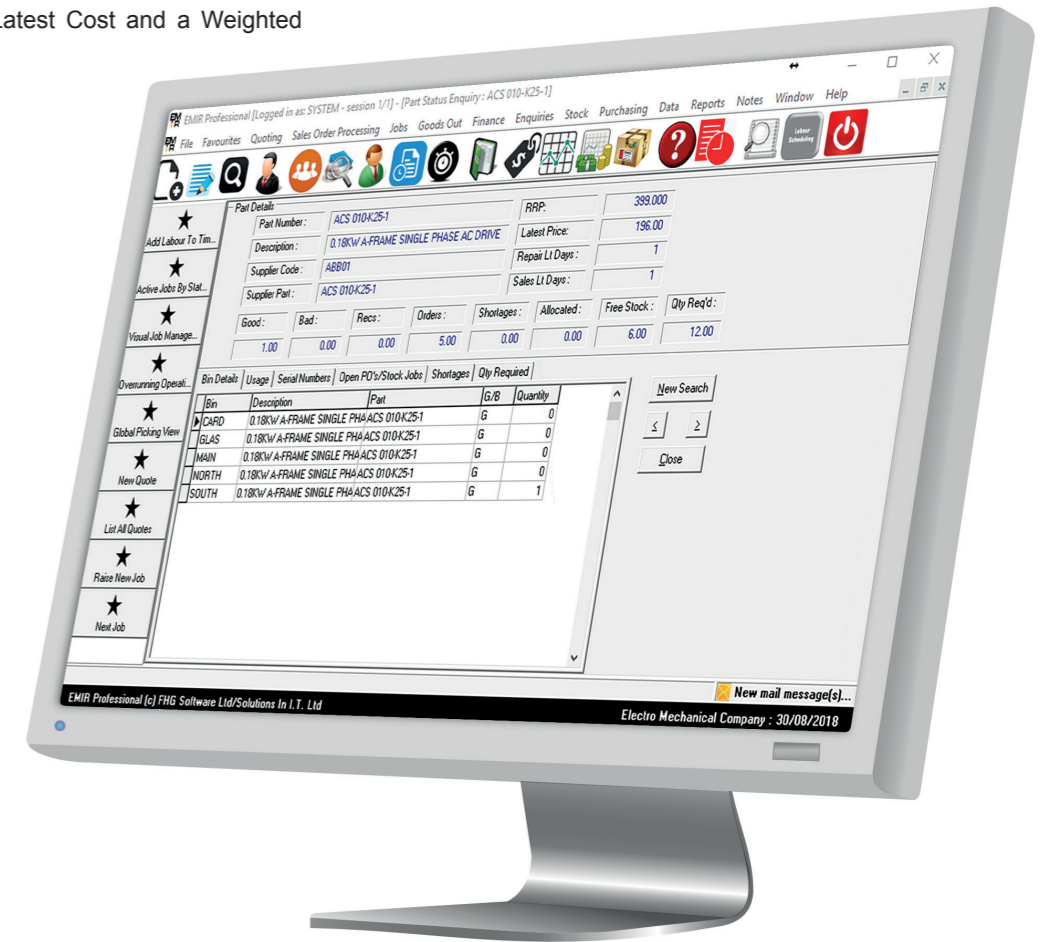 Latest Cost and a Weighted
EMIR Professional [Logged in as: SYSTEM - session 1/1] - [Part Status Enquiry : ACS 010-K25-1]
File Favourites Quoting Sales Order Processing Jobs Goods Out Finance Enquiries Stock Purchasing Data Reports Notes Window Help
Labour Scheduling
Add Labour To Tim...
Active Jobs By Stat...
Visual Job Manage...
Overrunning Operati...
Global Picking View
New Quote
List All Quotes
Raise New Job
Next Job
Part Details
Part Number : ACS 010-K25-1 RRP: 399.000
Description : 0.18KW A-FRAME SINGLE PHASE AC DRIVE Latest Price: 196.00
Supplier Code : ABB01 Repair Lt Days : 1
Supplier Part : ACS 010-K25-1 Sales Lt Days : 1
Good : Bad : Recs : Orders : Shortages : Allocated : Free Stock : Qty Req'd :
1.00 0.00 0.00 5.00 0.00 0.00 6.00 12.00
Bin Details Usage Serial Numbers Open PO's/Stock Jobs Shortages Qty Required
Bin Description Part G/B Quantity
CARD 0.18KW A-FRAME SINGLE PHA ACS 010-K25-1 G 0
GLAS 0.18KW A-FRAME SINGLE PHA ACS 010-K25-1 G 0
MAIN 0.18KW A-FRAME SINGLE PHA ACS 010-K25-1 G 0
NORTH 0.18KW A-FRAME SINGLE PHA ACS 010-K25-1 G 0
SOUTH 0.18KW A-FRAME SINGLE PHA ACS 010-K25-1 G 1
New Search
< >
Close
New mail message(s)...
EMIR Professional (c) FHG Software Ltd/Solutions In I.T. Ltd
Electro Mechanical Company : 30/08/2018